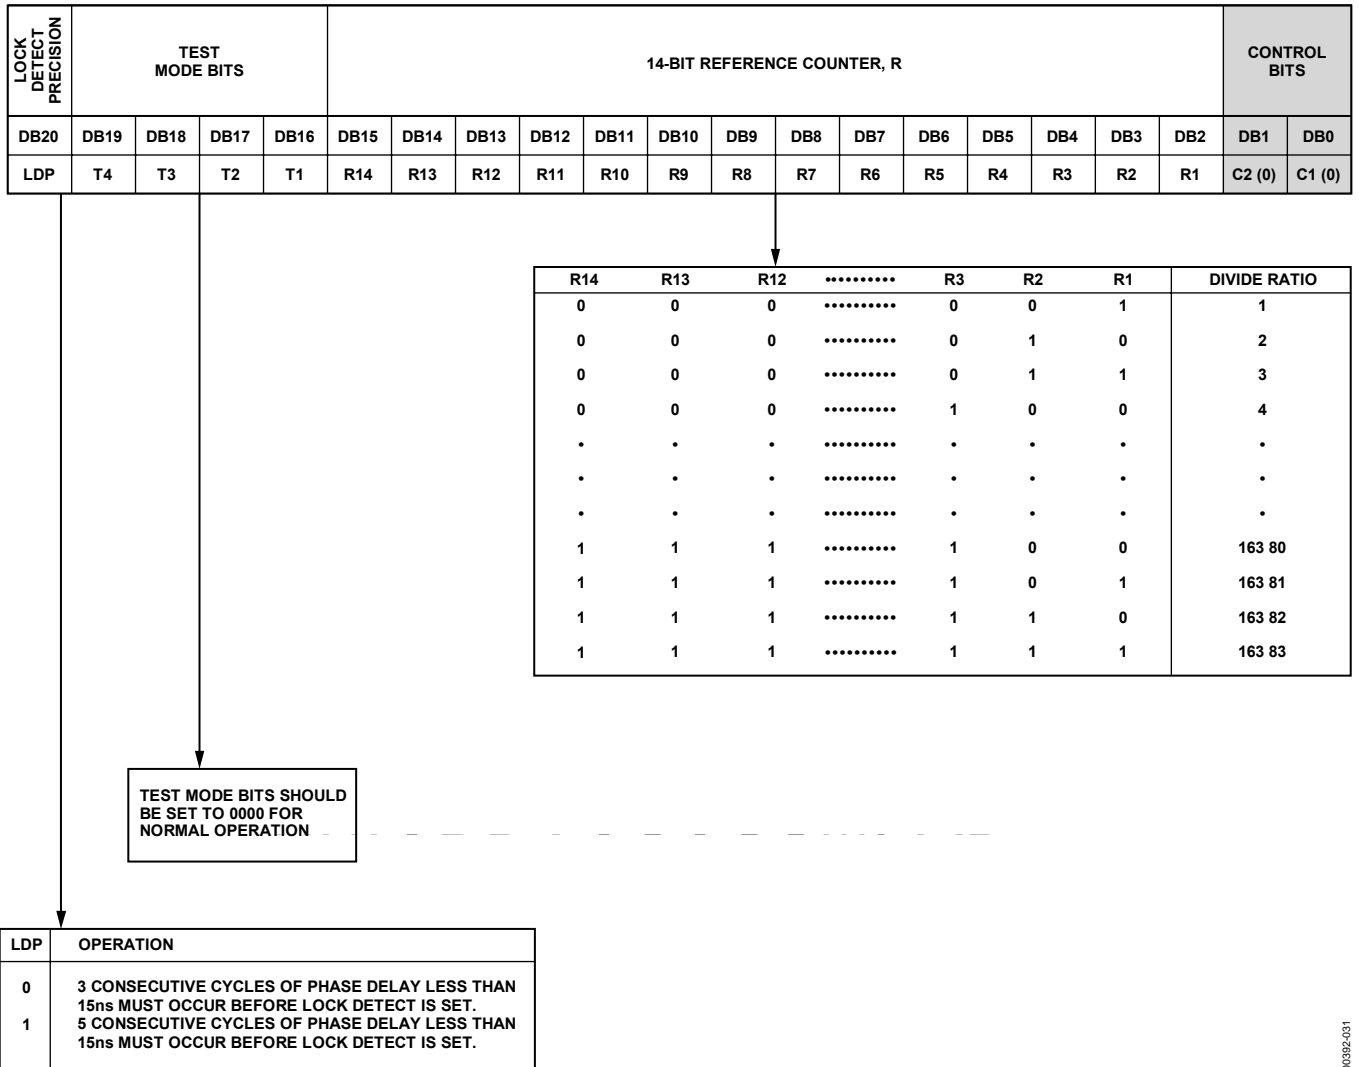 LOCK DETECT PRECISION
TEST MODE BITS
14-BIT REFERENCE COUNTER, R
CONTROL BITS
DB20 DB19 DB18 DB17 DB16 DB15 DB14 DB13 DB12 DB11 DB10 DB9 DB8 DB7 DB6 DB5 DB4 DB3 DB2 DB1 DB0
LDP T4 T3 T2 T1 R14 R13 R12 R11 R10 R9 R8 R7 R6 R5 R4 R3 R2 R1 C2 (0) C1 (0)
R14 R13 R12 •••••••••• R3 R2 R1 DIVIDE RATIO
0 0 0 •••••••••• 0 0 1 1
0 0 0 •••••••••• 0 1 0 2
0 0 0 •••••••••• 0 1 1 3
0 0 0 •••••••••• 1 0 0 4
• • • •••••••••• • • • •
• • • •••••••••• • • • •
• • • •••••••••• • • • •
1 1 1 •••••••••• 1 0 0 163 80
1 1 1 •••••••••• 1 0 1 163 81
1 1 1 •••••••••• 1 1 0 163 82
1 1 1 •••••••••• 1 1 1 163 83
TEST MODE BITS SHOULD
BE SET TO 0000 FOR
NORMAL OPERATION
LDP OPERATION
0 3 CONSECUTIVE CYCLES OF PHASE DELAY LESS THAN
15ns MUST OCCUR BEFORE LOCK DETECT IS SET.
1 5 CONSECUTIVE CYCLES OF PHASE DELAY LESS THAN
15ns MUST OCCUR BEFORE LOCK DETECT IS SET.